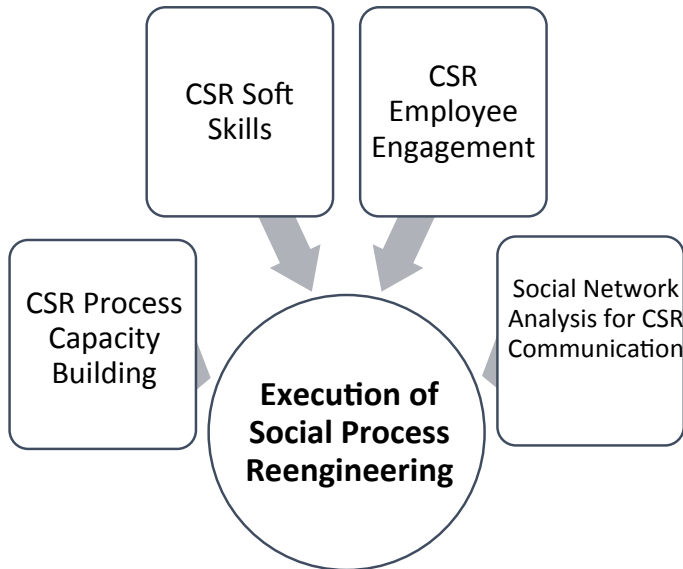 CSR Soft
Skills
CSR
Employee
Engagement
CSR Process
Capacity
Building
Social Network
Analysis for CSR
Communication
Execution of
Social Process
Reengineering